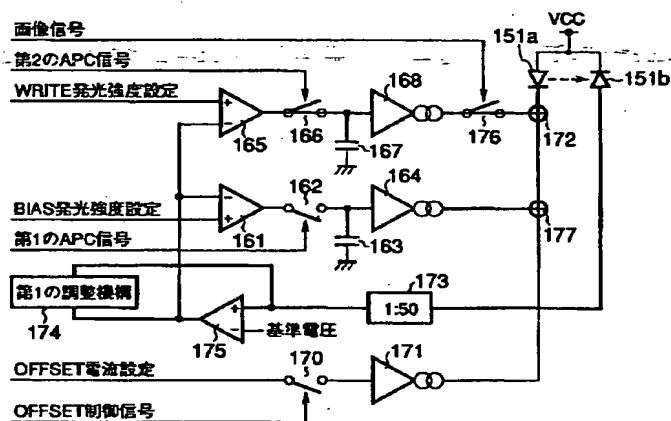 画像信号
第2のAPC信号
WRITE発光強度設定
BIAS発光強度設定
第1のAPC信号
第1の調整機構
174
175
基準電圧
OFFSET電流設定
OFFSET制御信号
165
166
167
168
176
VCC
151a
151b
172
161
162
163
164
177
173
1:50
170
171